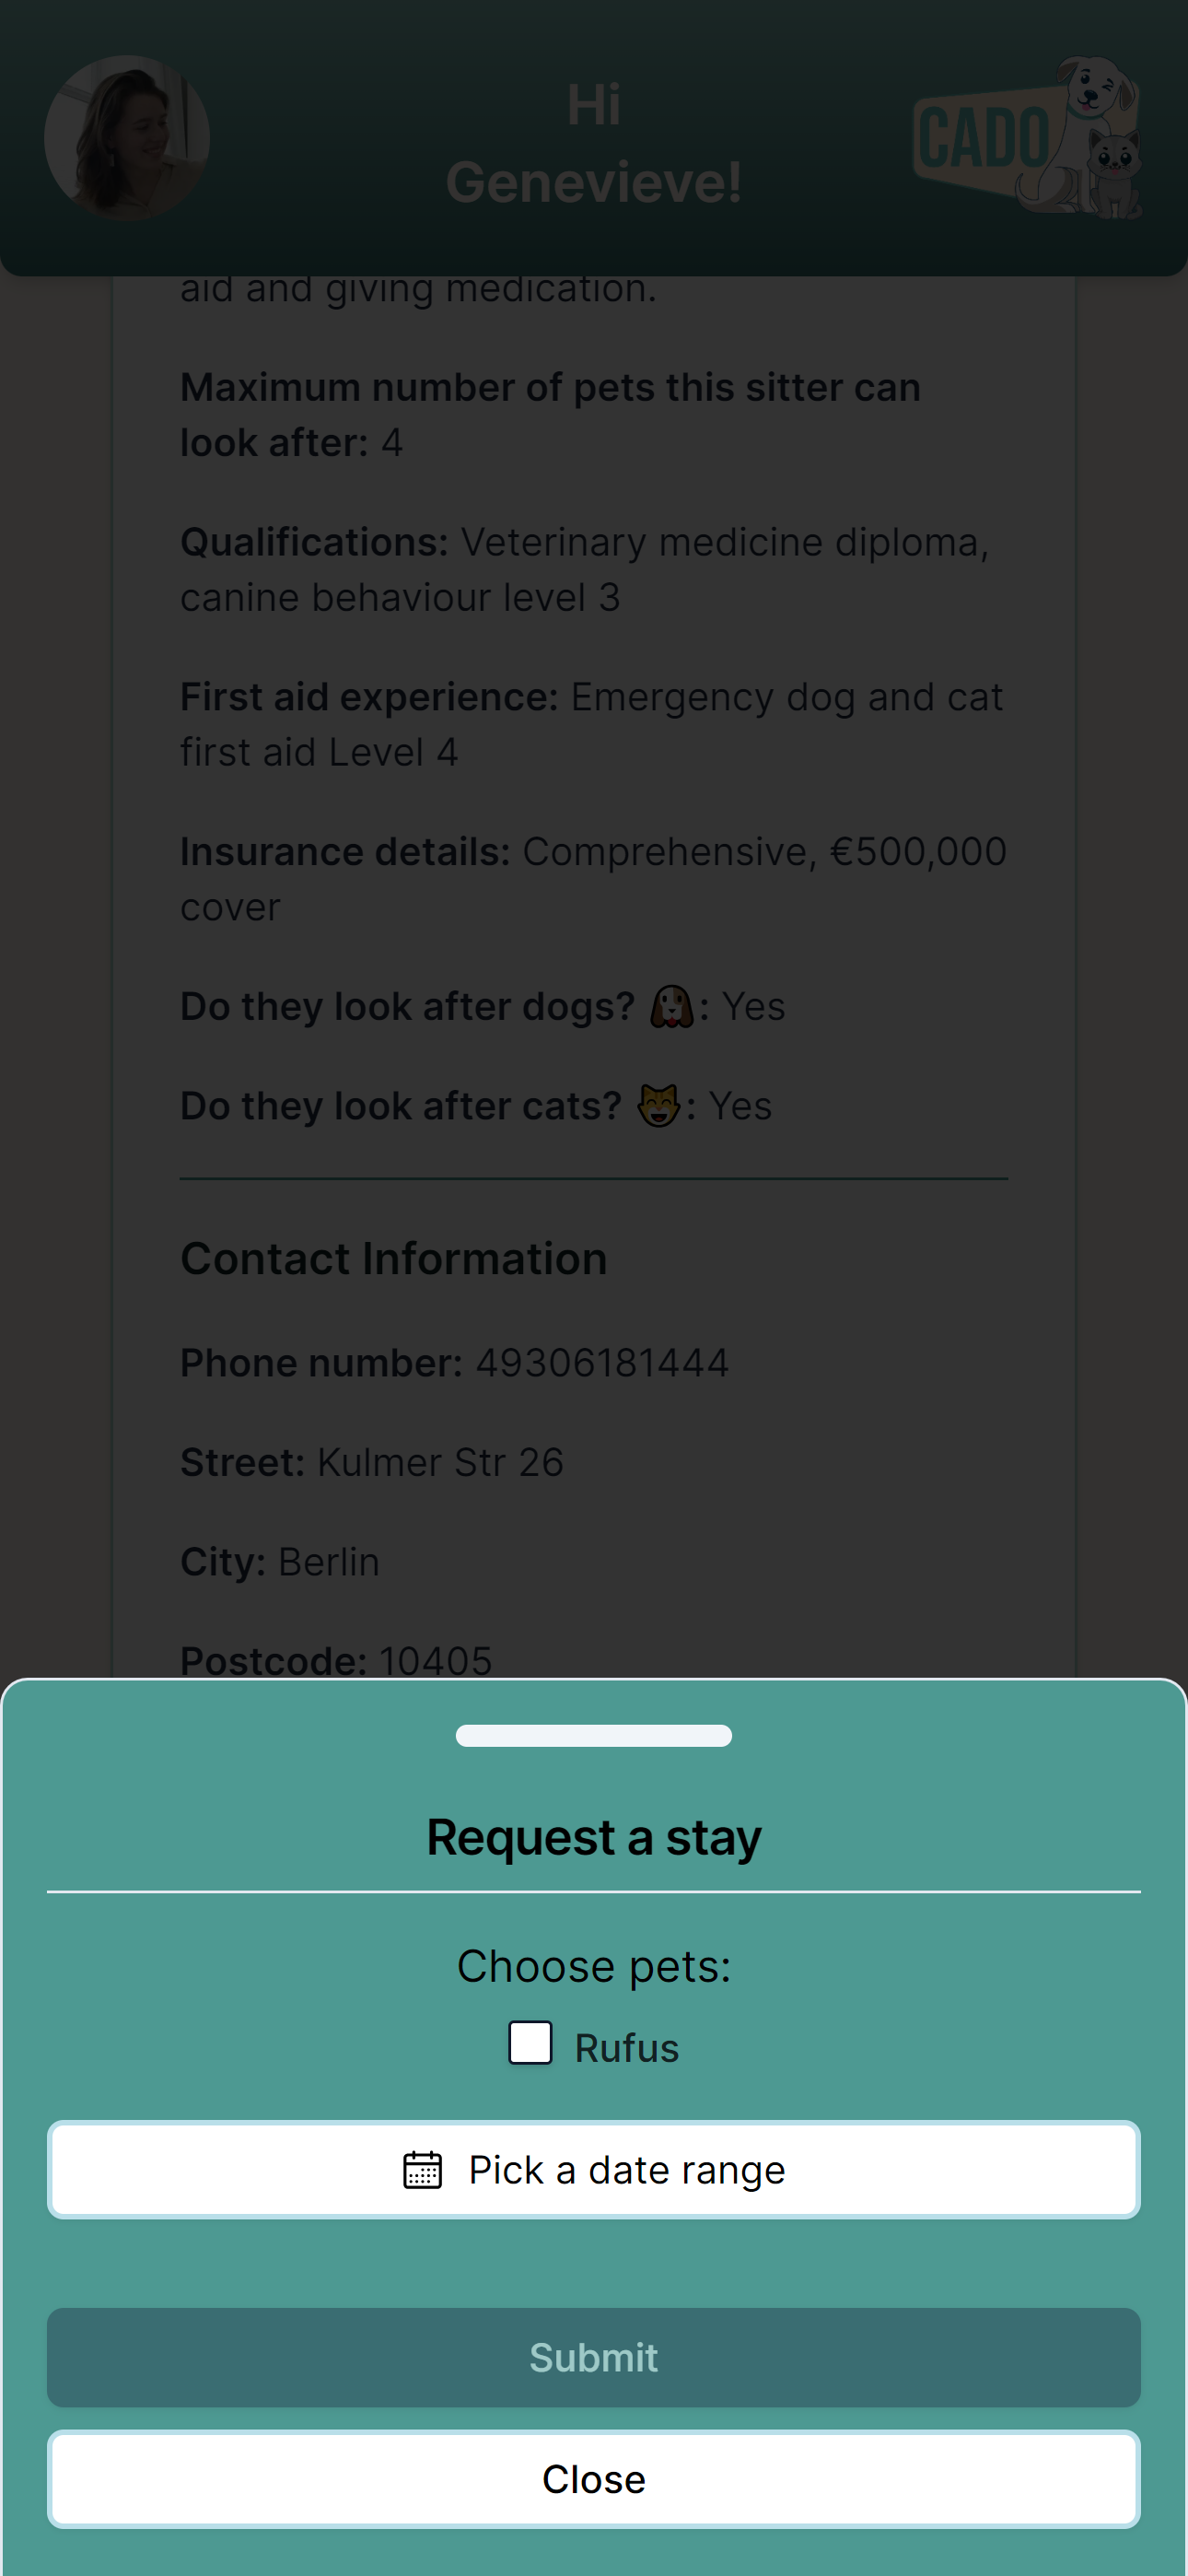 Hi
Genevieve!
CADO
aid and giving medication.
Maximum number of pets this sitter can
look after: 4
Qualifications: Veterinary medicine diploma,
canine behaviour level 3
First aid experience: Emergency dog and cat
first aid Level 4
Insurance details: Comprehensive, €500,000
cover
Do they look after dogs? 🐶: Yes
Do they look after cats? 😸: Yes
Contact Information
Phone number: 49306181444
Street: Kulmer Str 26
City: Berlin
Postcode: 10405
Request a stay
Choose pets:
Rufus
Pick a date range
Submit
Close